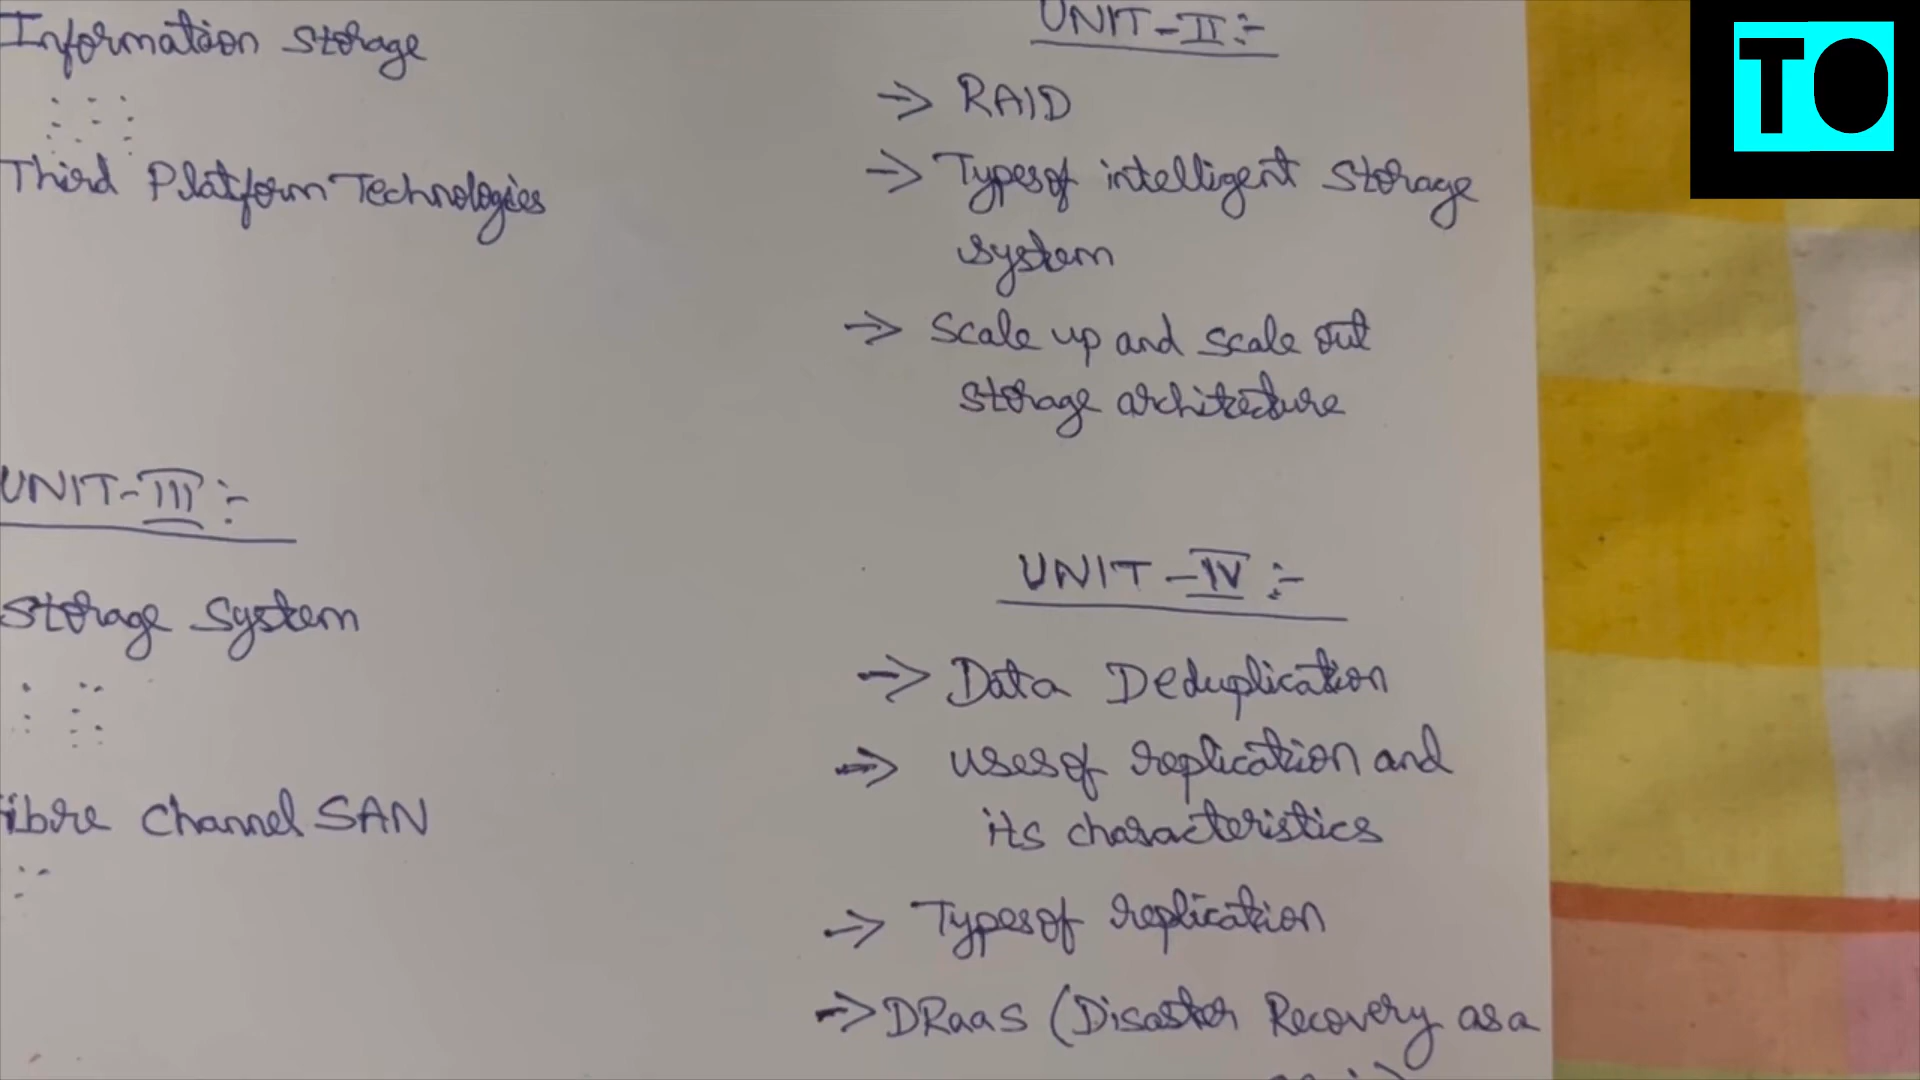 Information Storage
Third Platform Technologies
UNIT-II:-
→ RAID
→ Types of intelligent Storage
system
→ Scale up and scale out
storage architecture
UNIT-III:-
Storage System
ibre Channel SAN
UNIT-IV:-
→ Data Deduplication
→ uses of replication and
its characteristics
→ Types of replication
→ DRaaS (Disaster Recovery as a
TO